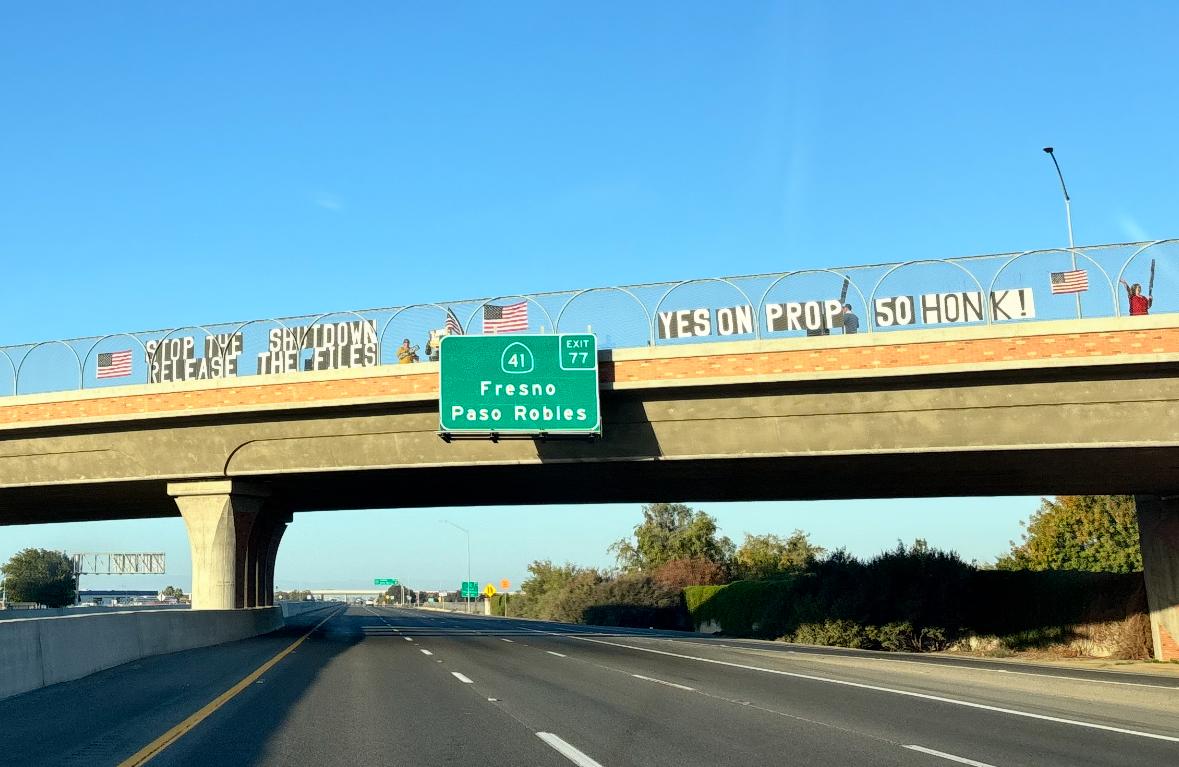 STOP THE SHUTDOWN
RELEASE THE FILES
YES ON PROP 50 HONK!
EXIT
77
41
Fresno
Paso Robles